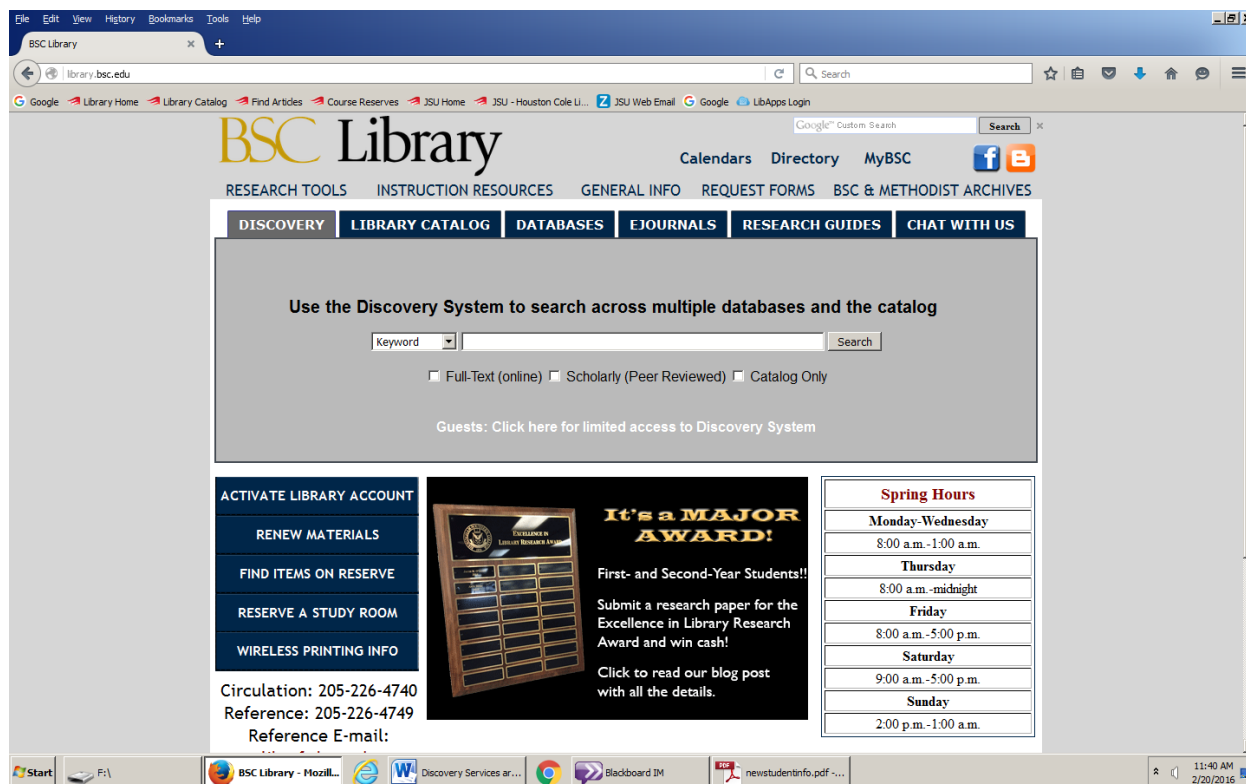 File Edit View History Bookmarks Tools Help
BSC Library
library.bsc.edu
Search
Google Library Home Library Catalog Find Articles Course Reserves JSU Home JSU - Houston Cole Li... JSU Web Email Google LibApps Login
BSC Library
Google™ Custom Search Search
Calendars Directory MyBSC
RESEARCH TOOLS INSTRUCTION RESOURCES GENERAL INFO REQUEST FORMS BSC & METHODIST ARCHIVES
DISCOVERY LIBRARY CATALOG DATABASES EJOURNALS RESEARCH GUIDES CHAT WITH US
Use the Discovery System to search across multiple databases and the catalog
Keyword Search
Full-Text (online) Scholarly (Peer Reviewed) Catalog Only
Guests: Click here for limited access to Discovery System
ACTIVATE LIBRARY ACCOUNT
RENEW MATERIALS
FIND ITEMS ON RESERVE
RESERVE A STUDY ROOM
WIRELESS PRINTING INFO
Circulation: 205-226-4740
Reference: 205-226-4749
Reference E-mail:
EXCELLENCE IN
LIBRARY RESEARCH AWARD
It's a MAJOR
AWARD!
First- and Second-Year Students!!
Submit a research paper for the
Excellence in Library Research
Award and win cash!
Click to read our blog post
with all the details.
Spring Hours
Monday-Wednesday
8:00 a.m.-1:00 a.m.
Thursday
8:00 a.m.-midnight
Friday
8:00 a.m.-5:00 p.m.
Saturday
9:00 a.m.-5:00 p.m.
Sunday
2:00 p.m.-1:00 a.m.
Start F:\ BSC Library - Mozill... Discovery Services ar... Blackboard IM newstudentinfo.pdf -...
11:40 AM
2/20/2016